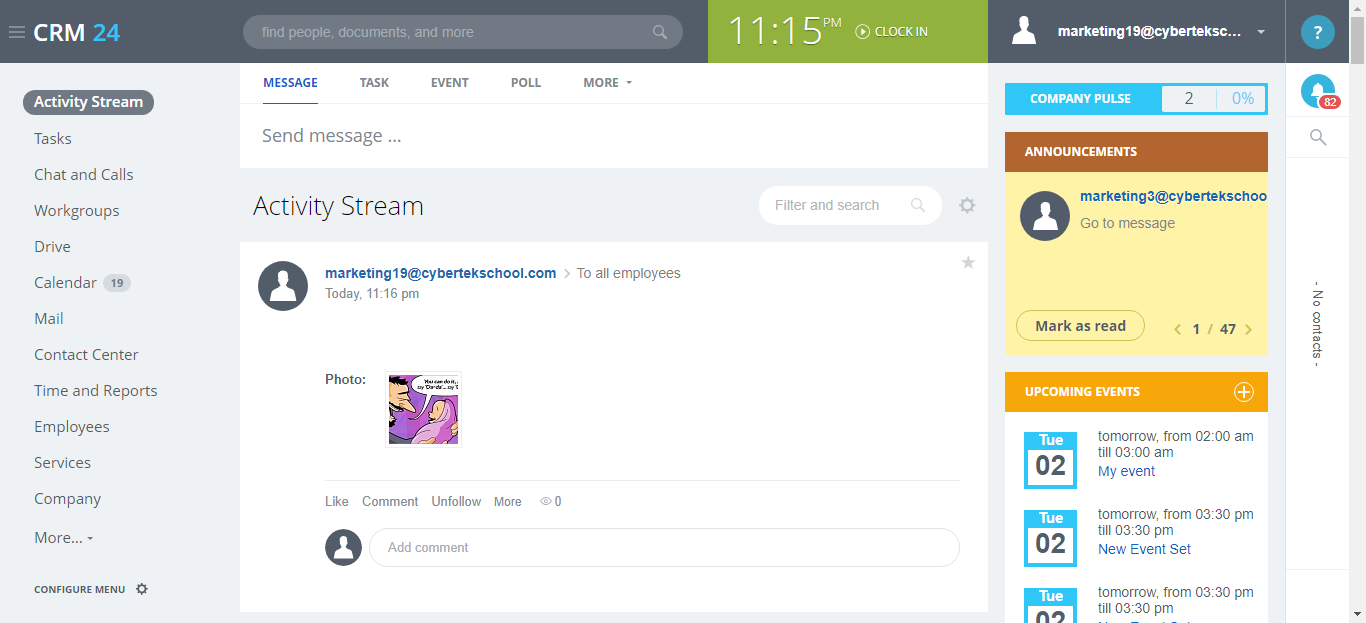 CRM 24
find people, documents, and more
11:15 PM
CLOCK IN
marketing19@cyberteksc...
?
82
Activity Stream
Tasks
Chat and Calls
Workgroups
Drive
Calendar 19
Mail
Contact Center
Time and Reports
Employees
Services
Company
More...
CONFIGURE MENU
MESSAGE TASK EVENT POLL MORE
Send message ...
Activity Stream
Filter and search
marketing19@cybertekschool.com > To all employees
Today, 11:16 pm
Photo:
You can do it,
Like Comment Unfollow More 0
Add comment
COMPANY PULSE 2 0%
ANNOUNCEMENTS
marketing3@cybertekschoo
Go to message
Mark as read
1 / 47
UPCOMING EVENTS
Tue
02
tomorrow, from 02:00 am
till 03:00 am
My event
Tue
02
tomorrow, from 03:30 pm
till 03:30 pm
New Event Set
Tue
02
tomorrow, from 03:30 pm
till 03:30 pm
- No contacts -